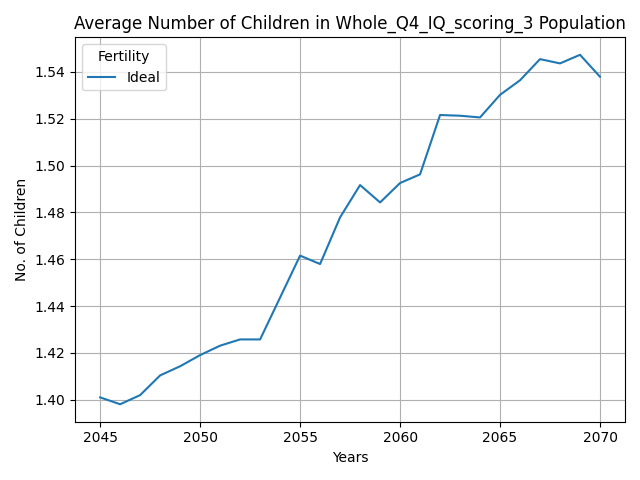 Average Number of Children in Whole_Q4_IQ_scoring_3 Population
Fertility
Ideal
No. of Children
1.54
1.52
1.50
1.48
1.46
1.44
1.42
1.40
2045 2050 2055 2060 2065 2070
Years